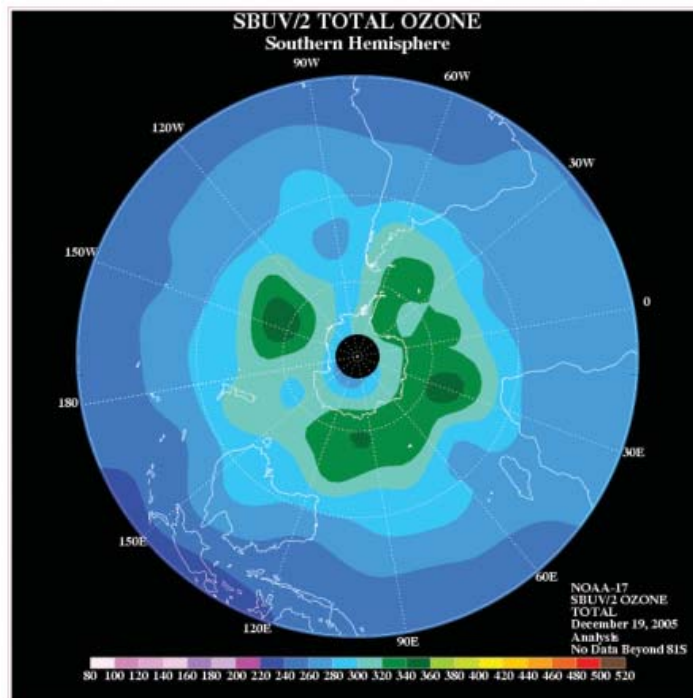 SBUV/2 TOTAL OZONE
Southern Hemisphere
90W
60W
120W
30W
150W
0
180
30E
150E
60E
120E
90E
NOAA-17
SBUV/2 OZONE
TOTAL
December 19, 2005
Analysis
No Data Beyond 81S
80 100 120 140 160 180 200 220 240 260 280 300 320 340 360 380 400 420 440 460 480 500 520